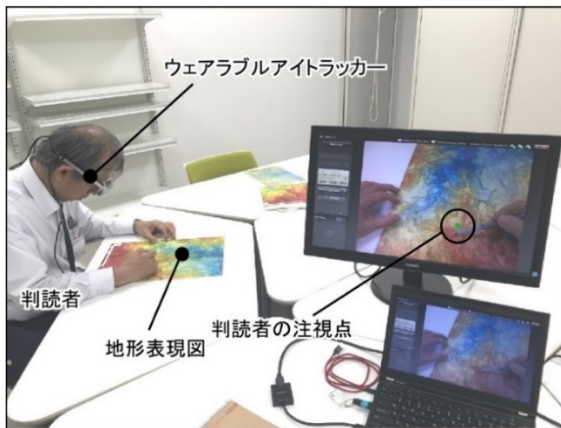 ウェアラブルアイトラッカー
判読者
地形表現図
判読者の注視点